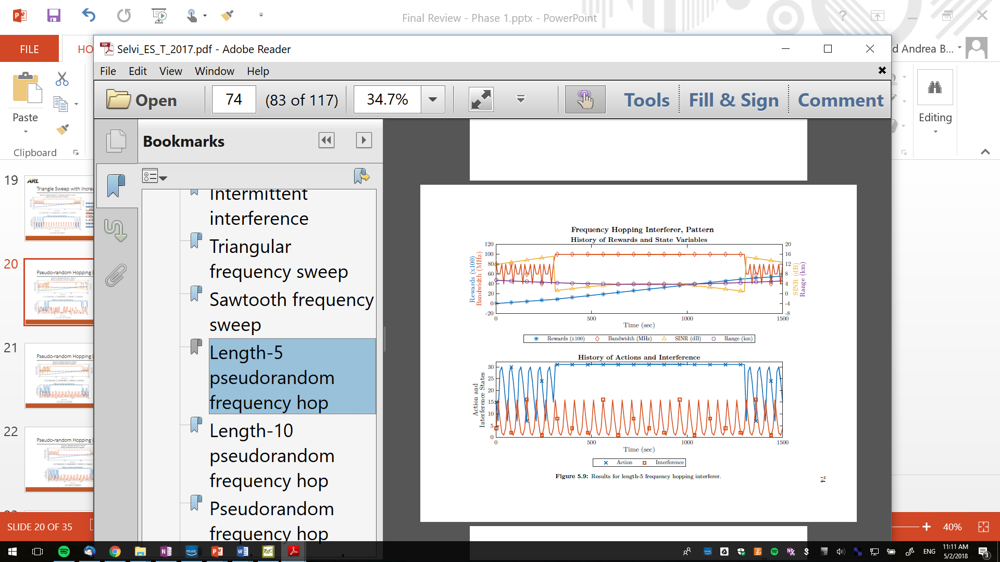 Final Review - Phase 1.pptx - PowerPoint
FILE
HO
d Andrea B...
Paste
Clipboard
Editing
Selvi_ES_T_2017.pdf - Adobe Reader
File Edit View Window Help
Open 74 (83 of 117) 34.7% Tools Fill & Sign Comment
Bookmarks
Intermittent
interference
Triangular
frequency sweep
Sawtooth frequency
sweep
Length-5
pseudorandom
frequency hop
Length-10
pseudorandom
frequency hop
Pseudorandom
frequency hop
19
ARL
Triangle Sweep with Increa
20
Pseudo-random Hopping
21
Pseudo-random Hopping
22
Pseudo-random Hopping
Frequency Hopping Interferer, Pattern
History of Rewards and State Variables
Rewards (x100)
Bandwidth (MHz)
120
100
80
60
40
20
0
-20
20
16
12
8
4
0
-4
-8
SINR (dB)
Range (km)
0 500 1000 1500
Time (sec)
Rewards (x100) Bandwidth (MHz) SINR (dB) Range (km)
History of Actions and Interference
Action and
Interference States
30
25
20
15
10
5
0
0 500 1000 1500
Time (sec)
Action Interference
Figure 5.9: Results for length-5 frequency hopping interferer.
74
SLIDE 20 OF 35
40%
music
ENG
11:11 AM
5/2/2018
3